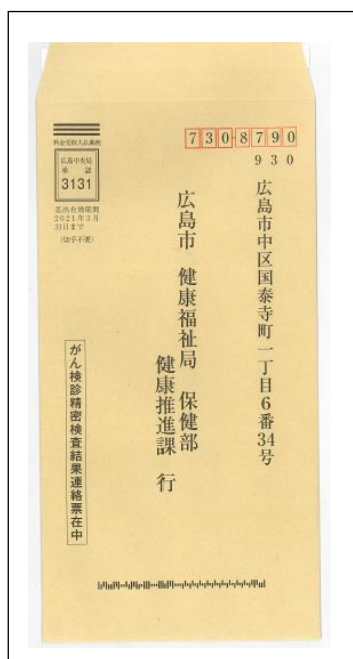 料金受取人払郵便
広島中央局
承認
3131
差出有効期間
2021年3月
31日まで
(切手不要)
730-8790
930
広島市中区国泰寺町一丁目6番34号
広島市 健康福祉局 保健部
健康推進課 行
がん検診精密検査結果連絡票在中